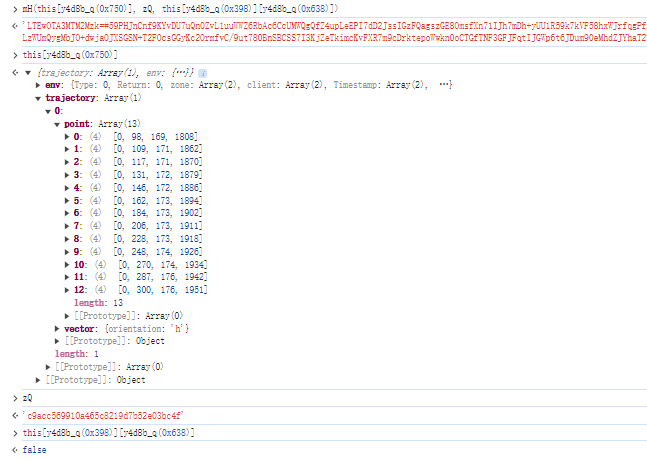 > mH(this[y4d8b_q(0x750)], zQ, this[y4d8b_q(0x398)][y4d8b_q(0x638)])
this[y4d8b_q(0x750)]
{trajectory: Array(1), env: {…}}
env: {Type: 0, Return: 0, zone: Array(2), client: Array(2), Timestamp: Array(2), …}
trajectory: Array(1)
0:
point: Array(13)
0: (4) [0, 98, 169, 1808]
1: (4) [0, 109, 171, 1862]
2: (4) [0, 117, 171, 1870]
3: (4) [0, 131, 172, 1879]
4: (4) [0, 146, 172, 1886]
5: (4) [0, 162, 173, 1894]
6: (4) [0, 184, 173, 1902]
7: (4) [0, 206, 173, 1911]
8: (4) [0, 228, 173, 1918]
9: (4) [0, 248, 174, 1926]
10: (4) [0, 270, 174, 1934]
11: (4) [0, 287, 176, 1942]
12: (4) [0, 300, 176, 1951]
length: 13
[[Prototype]]: Array(0)
vector: {orientation: 'h'}
[[Prototype]]: Object
length: 1
[[Prototype]]: Array(0)
[[Prototype]]: Object
zQ
'c9acc569910a465c8219d7b52e03bc4f'
this[y4d8b_q(0x398)][y4d8b_q(0x638)]
false